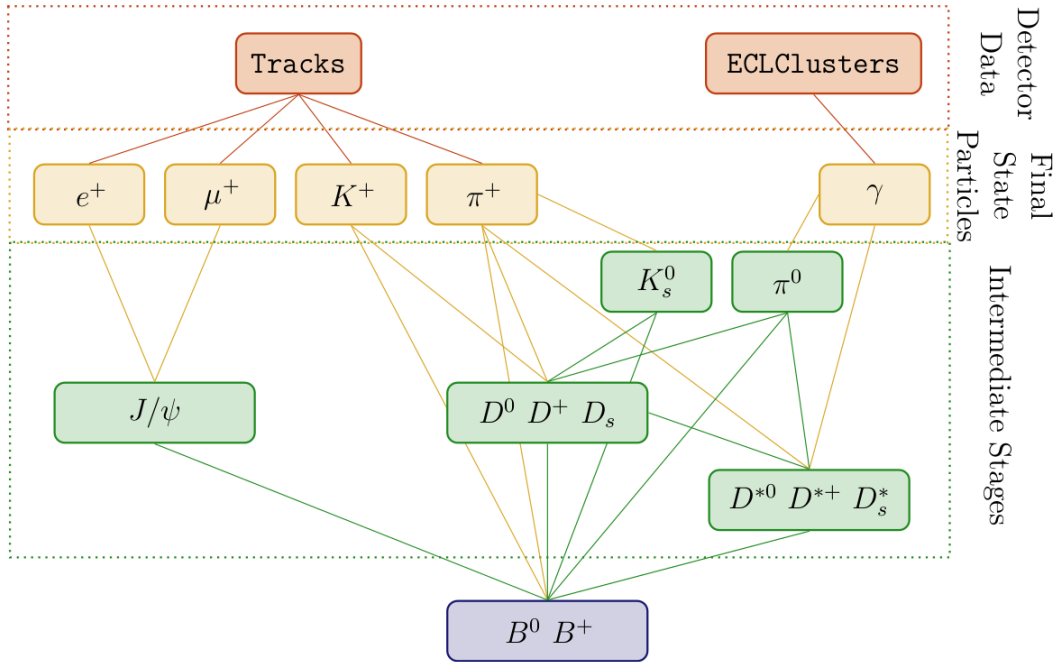 Tracks
ECLClusters
Detector
Data
e⁺
μ⁺
K⁺
π⁺
γ
Final
State
Particles
K⁰ₛ
π⁰
J/ψ
D⁰ D⁺ Dₛ
D*⁰ D*⁺ D*ₛ
Intermediate Stages
B⁰ B⁺